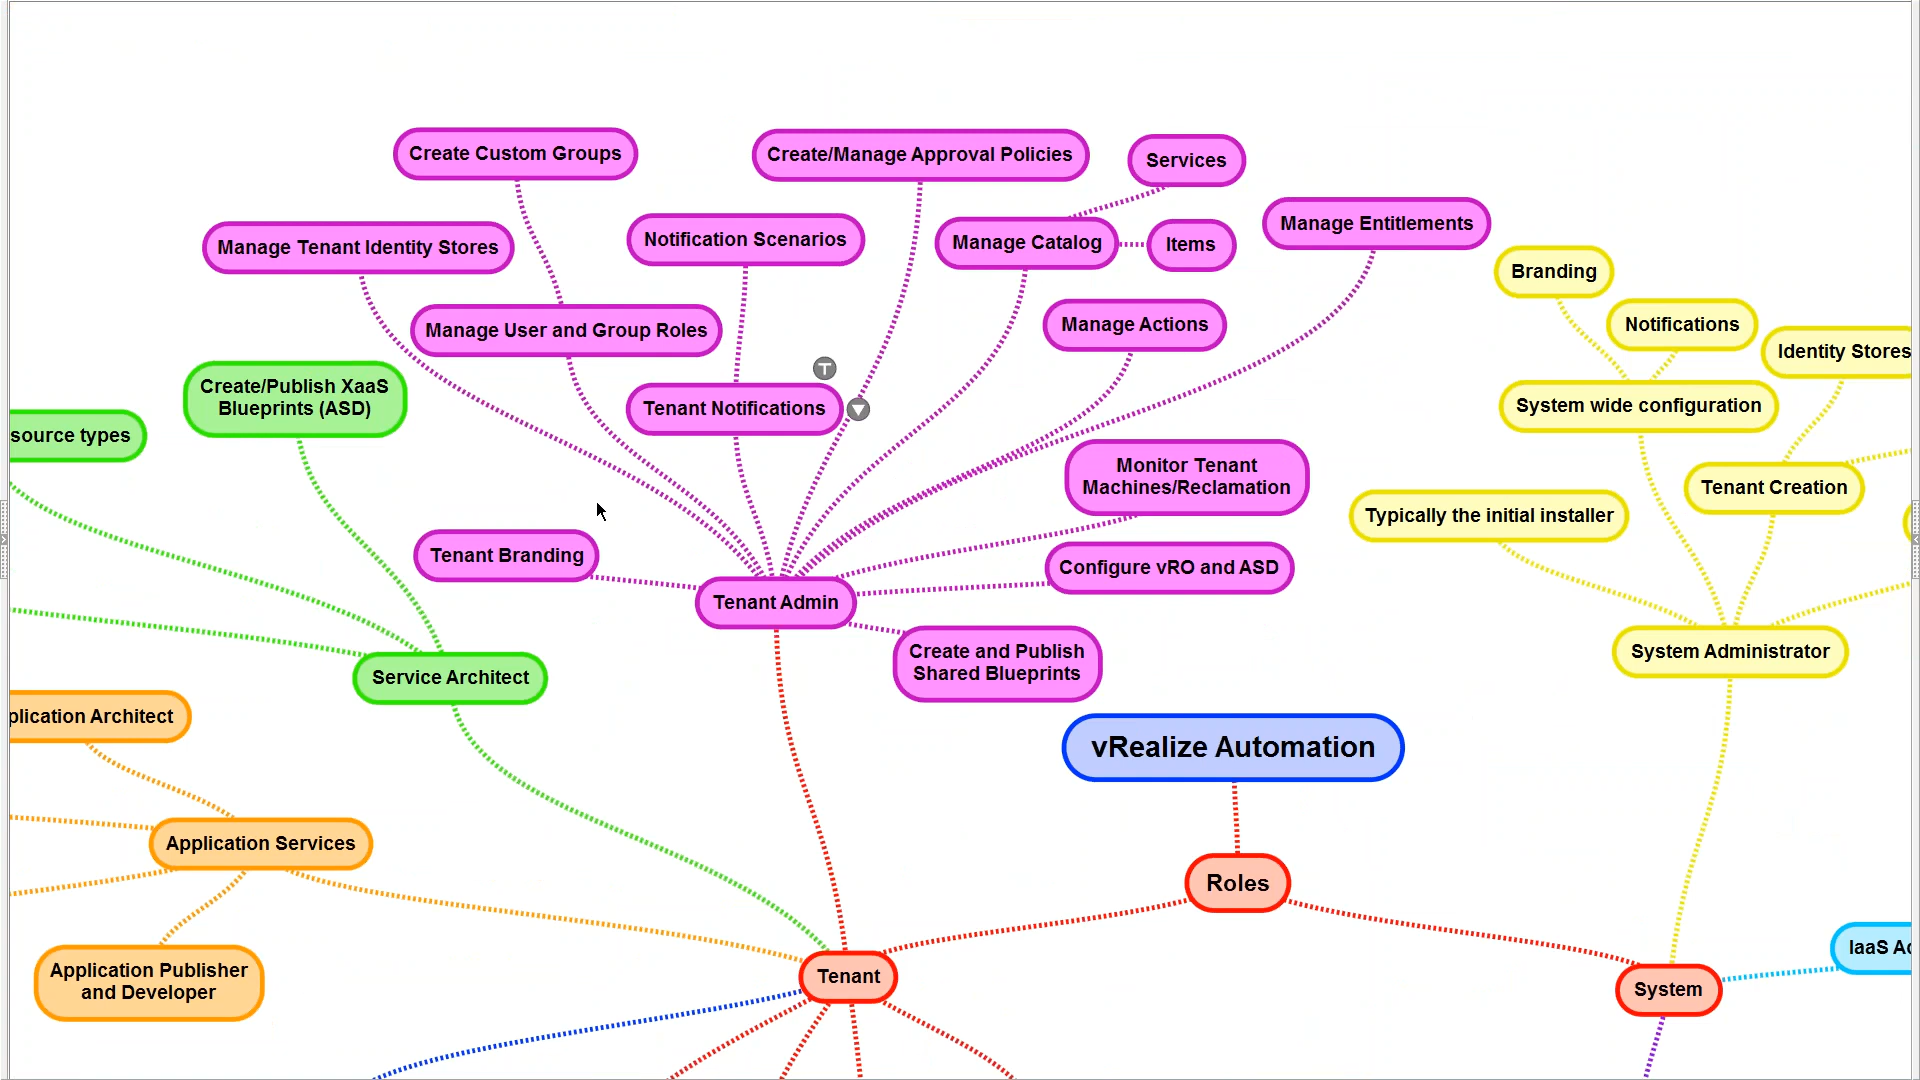 Create Custom Groups
Create/Manage Approval Policies
Services
Manage Entitlements
Manage Tenant Identity Stores
Notification Scenarios
Manage Catalog
Items
Branding
Manage User and Group Roles
Manage Actions
Notifications
Identity Stores
Create/Publish XaaS
Blueprints (ASD)
T
Tenant Notifications
System wide configuration
source types
Monitor Tenant
Machines/Reclamation
Tenant Creation
Typically the initial installer
Tenant Branding
Configure vRO and ASD
Tenant Admin
Create and Publish
Shared Blueprints
System Administrator
Service Architect
plication Architect
vRealize Automation
Application Services
Roles
Application Publisher
and Developer
Tenant
System
IaaS